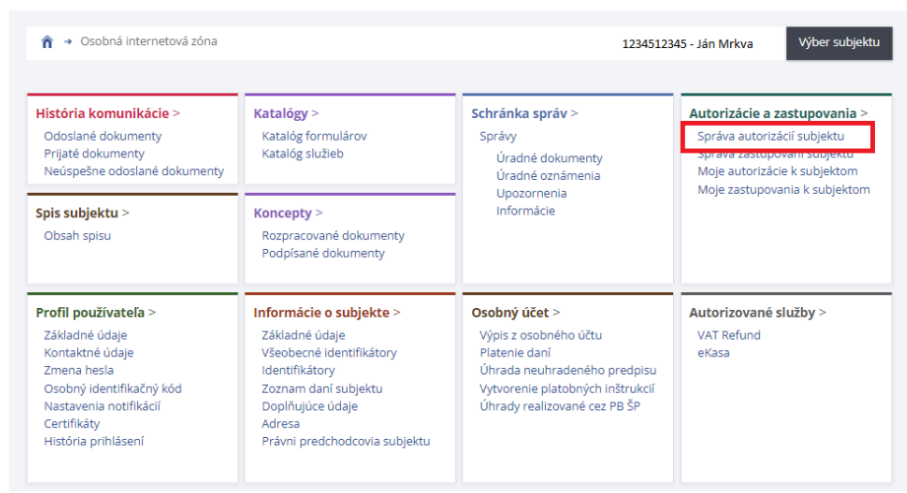 → Osobná internetová zóna
1234512345 - Ján Mrkva
Výber subjektu
História komunikácie >
Odoslané dokumenty
Prijaté dokumenty
Neúspešne odoslané dokumenty
Katalógy >
Katalóg formulárov
Katalóg služieb
Schránka správ >
Správy
Úradné dokumenty
Úradné oznámenia
Upozornenia
Informácie
Autorizácie a zastupovania >
Správa autorizácií subjektu
Správa zastupovaní subjektu
Moje autorizácie k subjektom
Moje zastupovania k subjektom
Spis subjektu >
Obsah spisu
Koncepty >
Rozpracované dokumenty
Podpísané dokumenty
Profil používateľa >
Základné údaje
Kontaktné údaje
Zmena hesla
Osobný identifikačný kód
Nastavenia notifikácií
Certifikáty
História prihlásení
Informácie o subjekte >
Základné údaje
Všeobecné identifikátory
Identifikátory
Zoznam daní subjektu
Doplňujúce údaje
Adresa
Právni predchodcovia subjektu
Osobný účet >
Výpis z osobného účtu
Platenie daní
Úhrada neuhradeného predpisu
Vytvorenie platobných inštrukcií
Úhrady realizované cez PB ŠP
Autorizované služby >
VAT Refund
eKasa